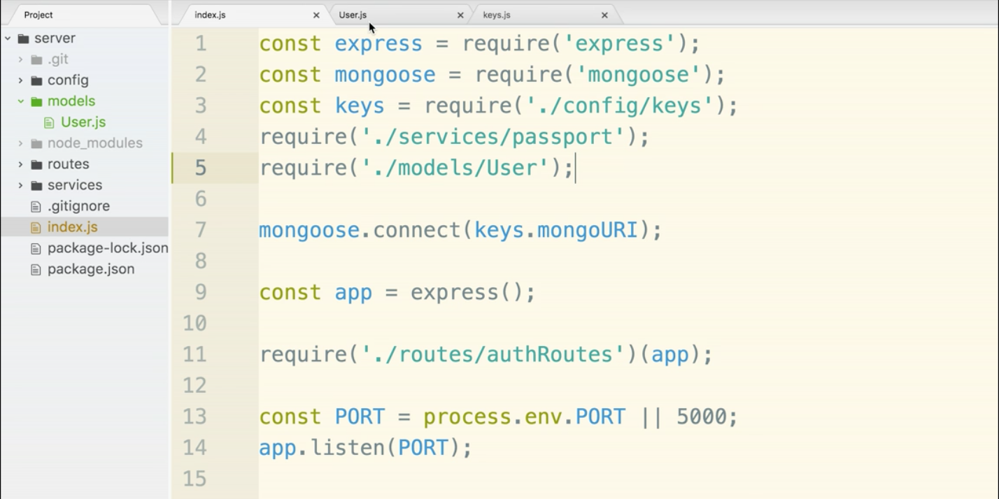 Project
index.js
User.js
keys.js
server
.git
config
models
User.js
node_modules
routes
services
.gitignore
index.js
package-lock.json
package.json
1 const express = require('express');
2 const mongoose = require('mongoose');
3 const keys = require('./config/keys');
4 require('./services/passport');
5 require('./models/User');
6
7 mongoose.connect(keys.mongoURI);
8
9 const app = express();
10
11 require('./routes/authRoutes')(app);
12
13 const PORT = process.env.PORT || 5000;
14 app.listen(PORT);
15